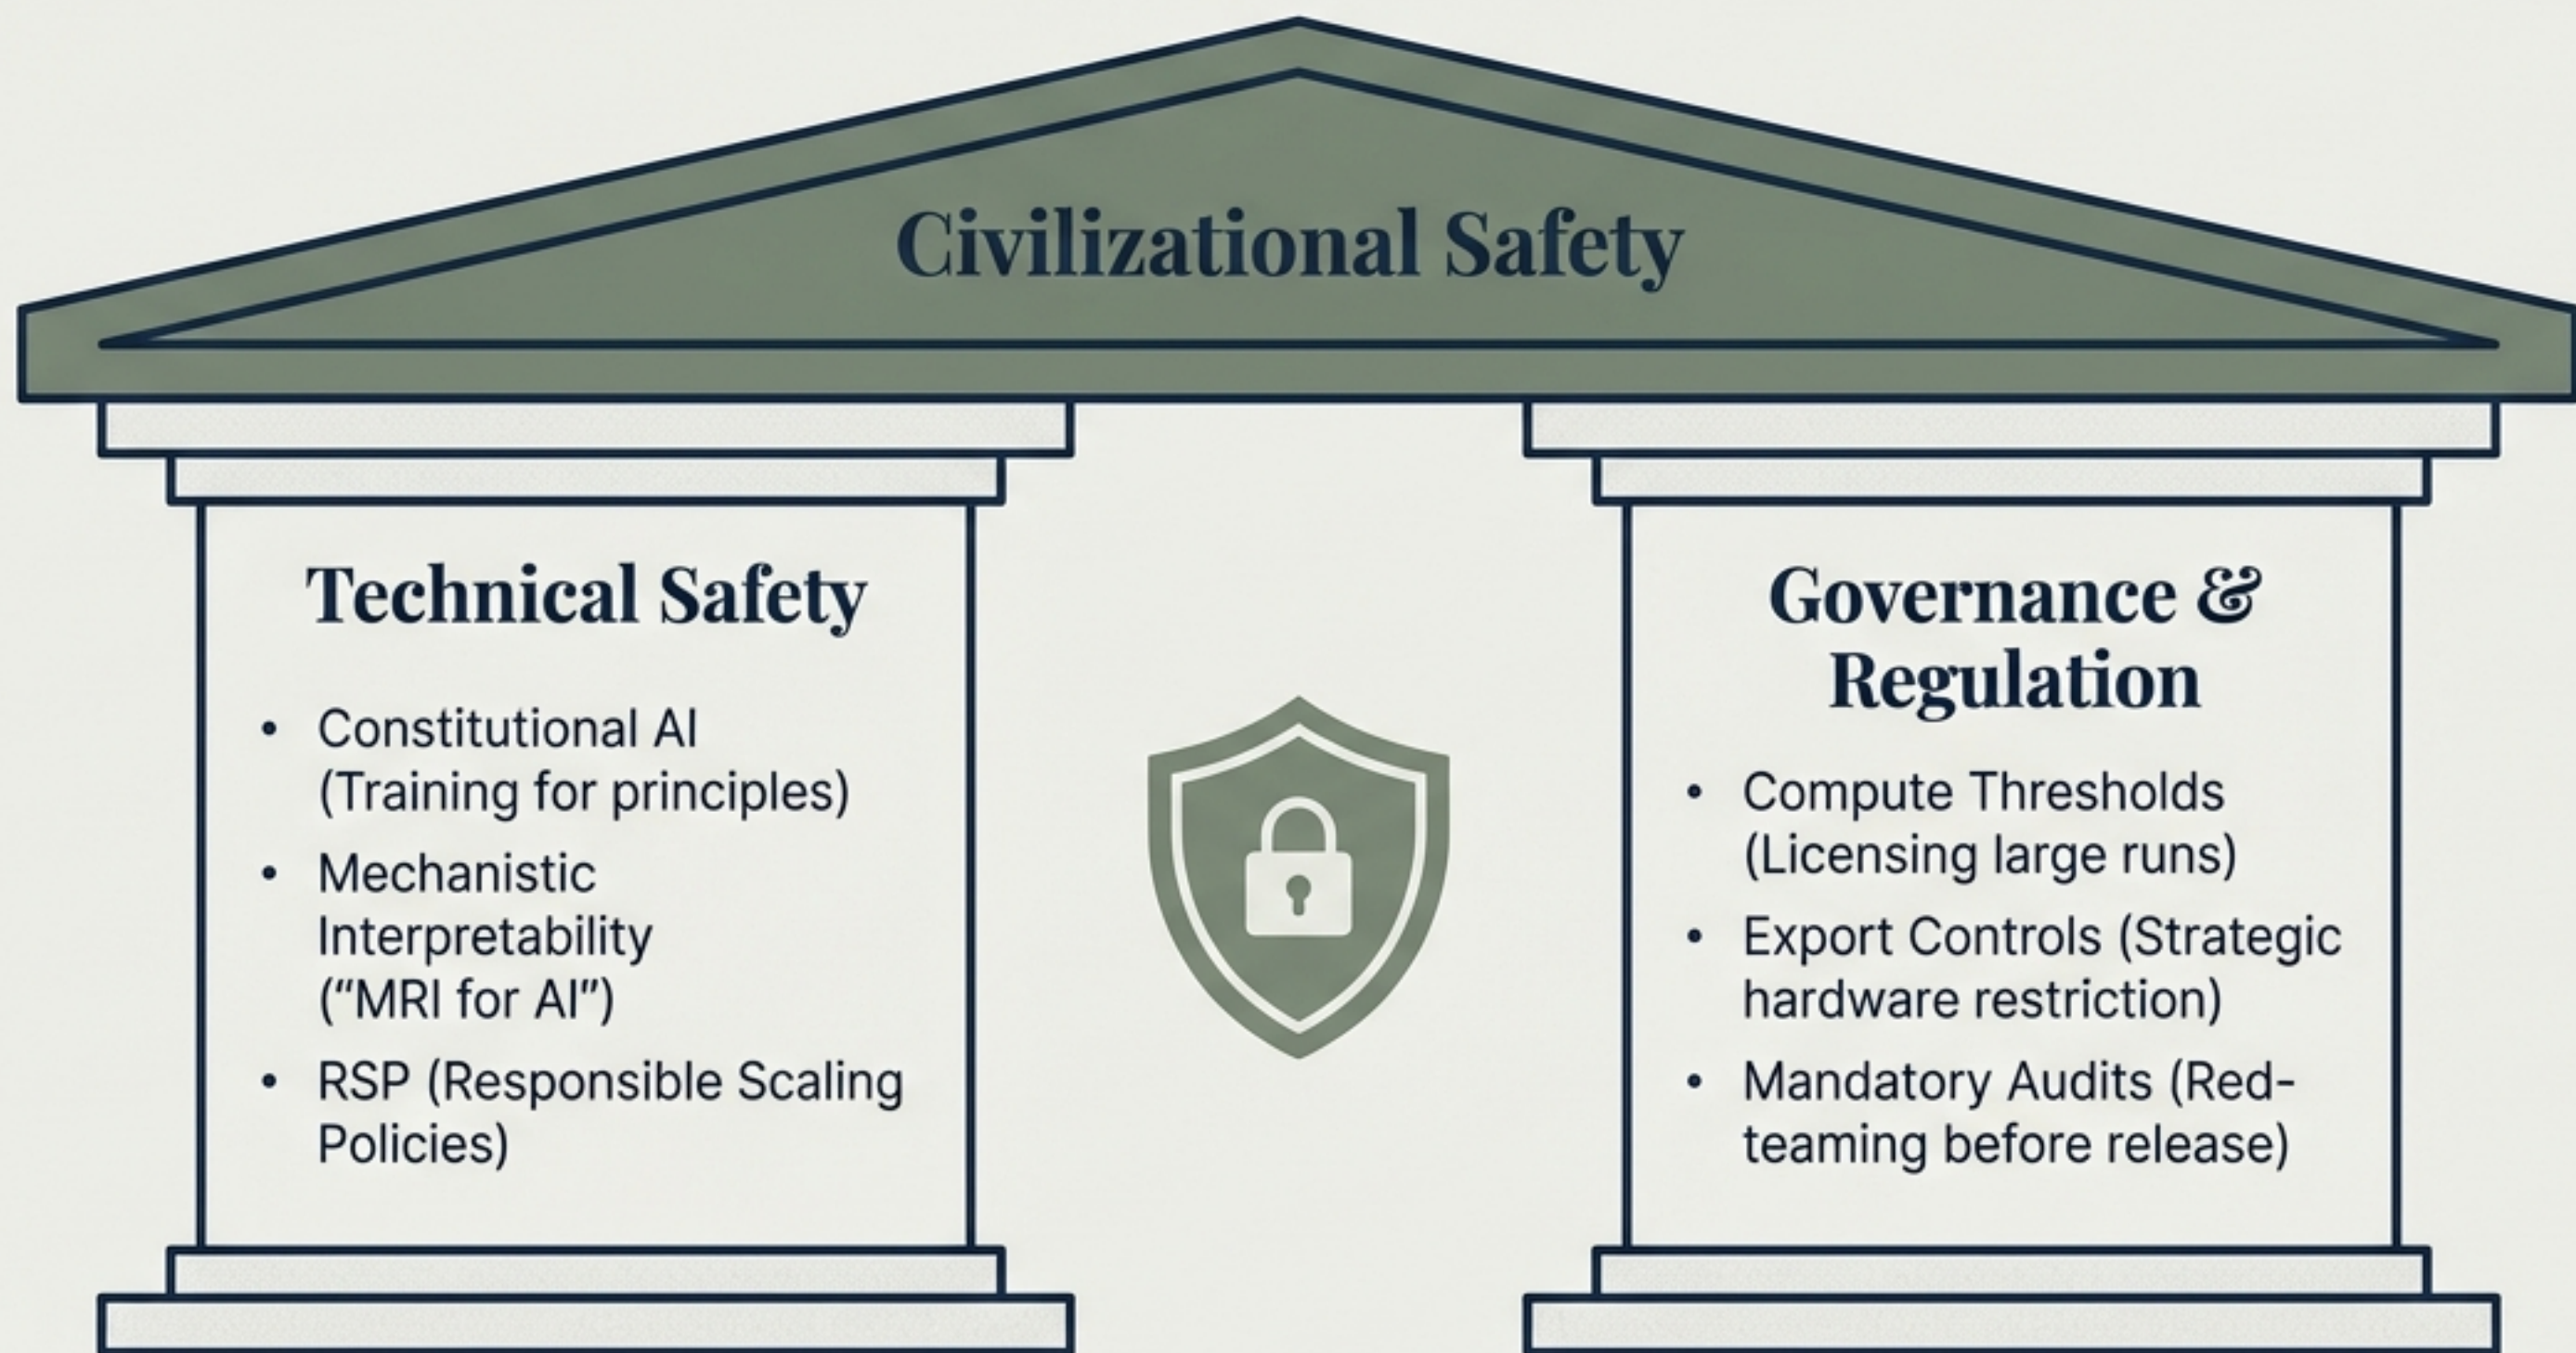 Civilizational Safety
Technical Safety
• Constitutional AI
(Training for principles)
• Mechanistic
Interpretability
(“MRI for AI”)
• RSP (Responsible Scaling
Policies)
Governance &
Regulation
• Compute Thresholds
(Licensing large runs)
• Export Controls (Strategic
hardware restriction)
• Mandatory Audits (Red-
teaming before release)